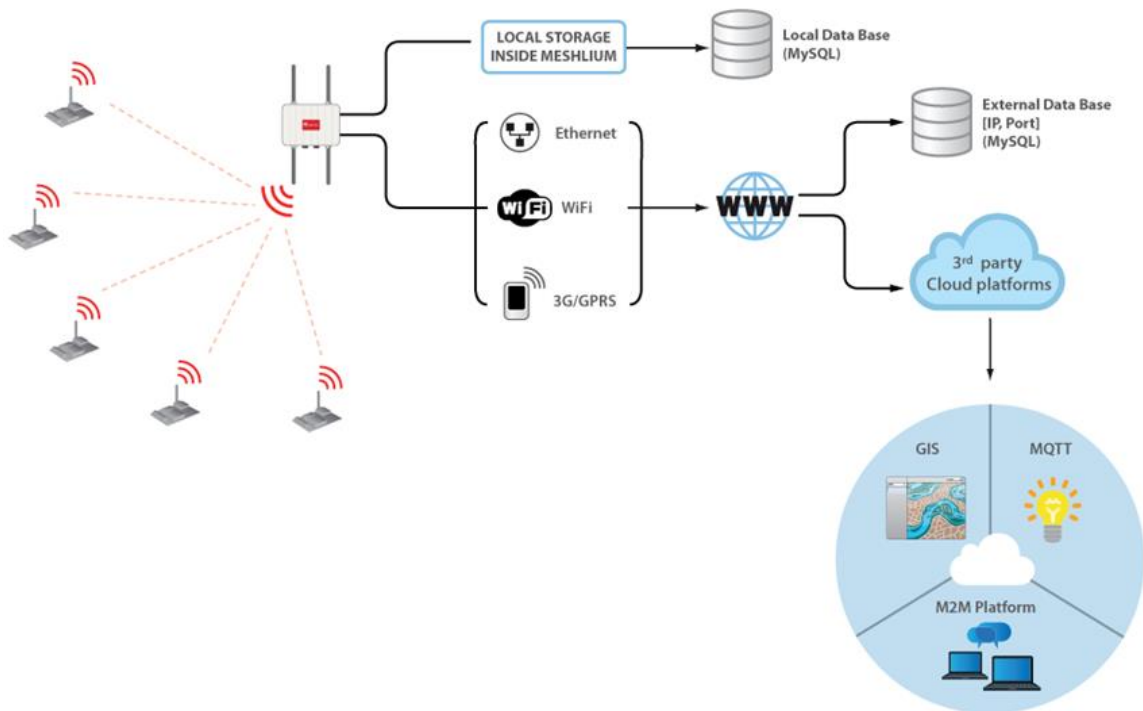 LOCAL STORAGE
INSIDE MESHLIUM
Local Data Base
(MySQL)
Ethernet
WiFi
WiFi
3G/GPRS
WWW
External Data Base
[IP, Port]
(MySQL)
3rd party
Cloud platforms
GIS
MQTT
M2M Platform